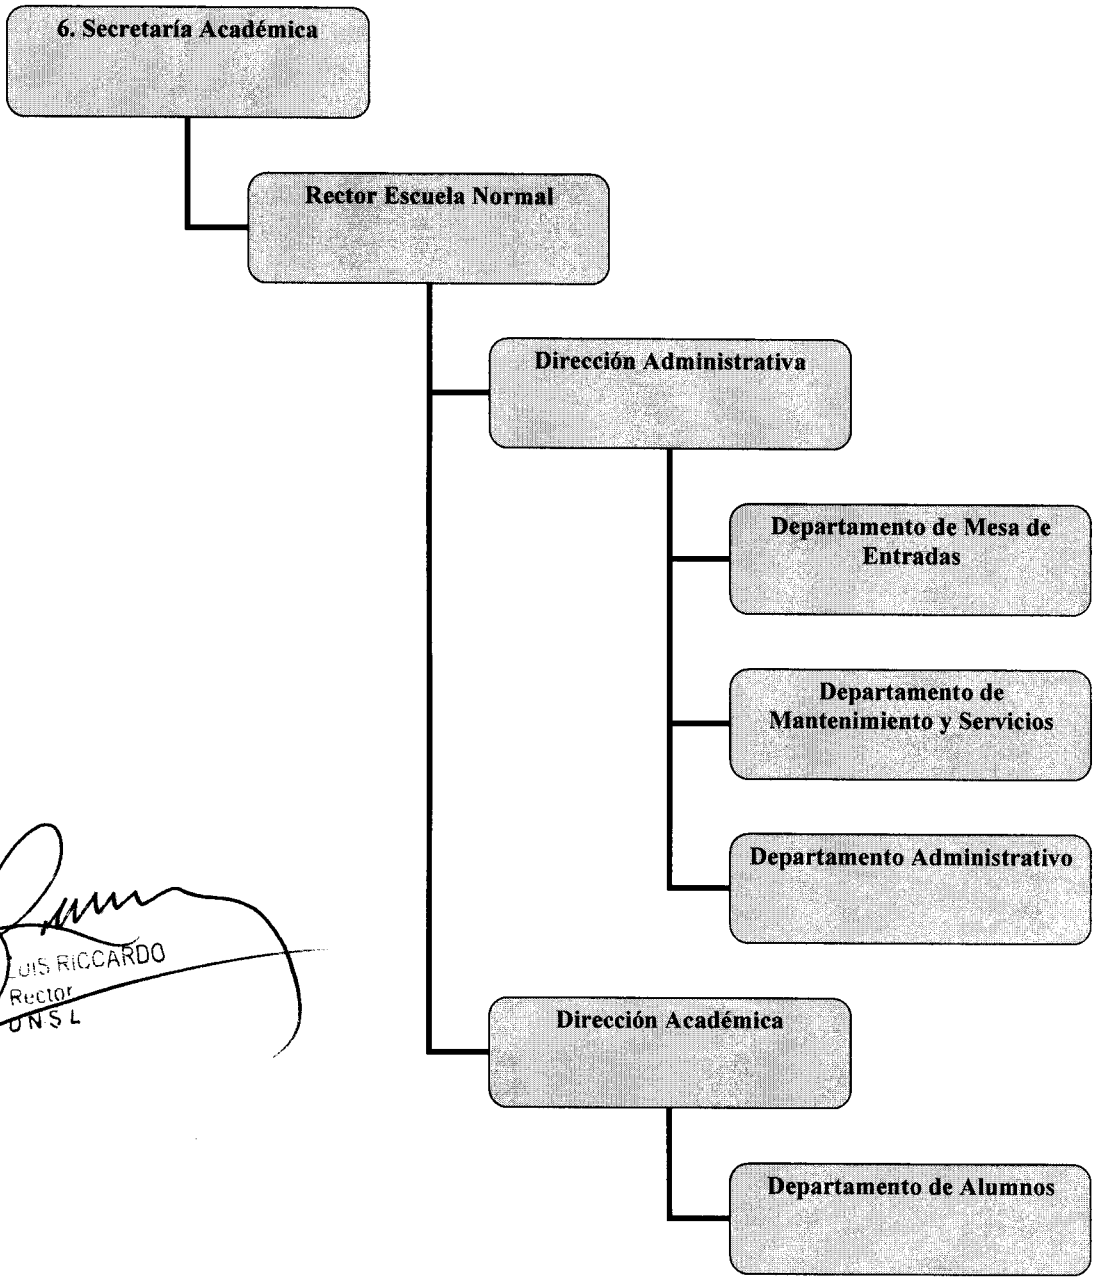 6. Secretaría Académica
Rector Escuela Normal
Dirección Administrativa
Departamento de Mesa de
Entradas
Departamento de
Mantenimiento y Servicios
Departamento Administrativo
LUIS RICCARDO
Rector
UNSL
Dirección Académica
Departamento de Alumnos